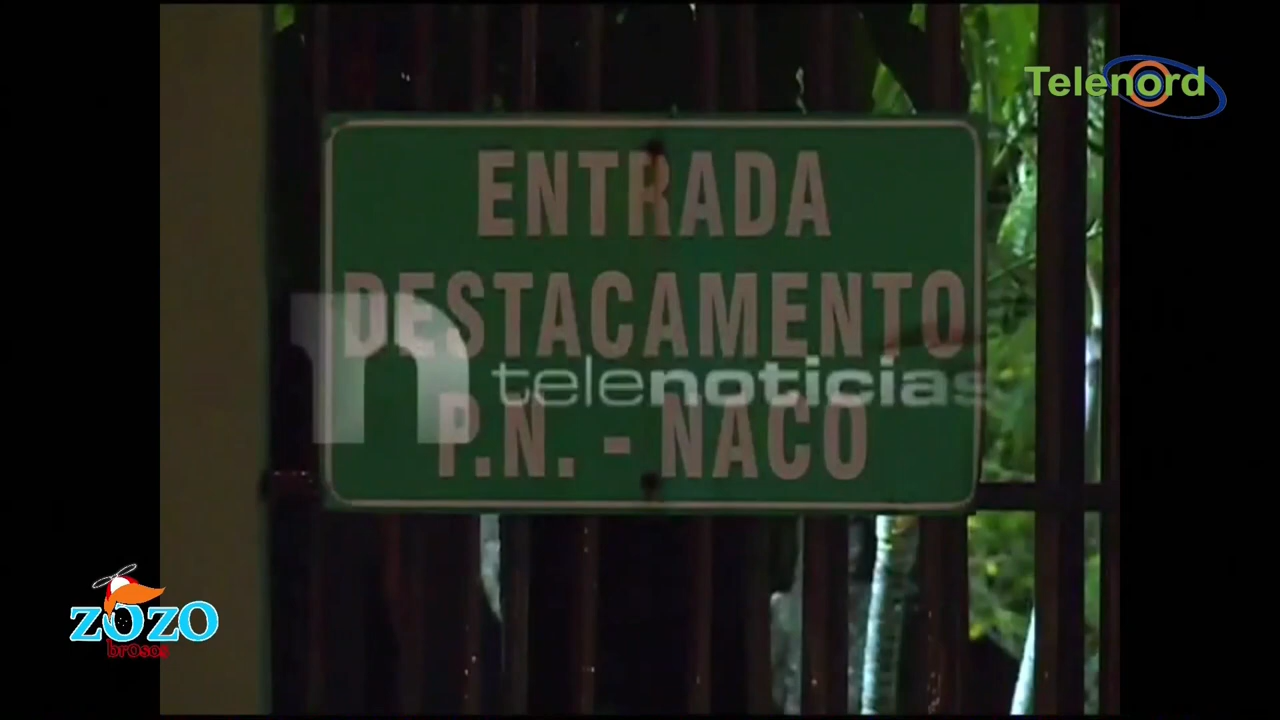 Telenord
ENTRADA
DESTACAMENTO
telenoticias
P.N. - NACO
ZOZO
brOsos